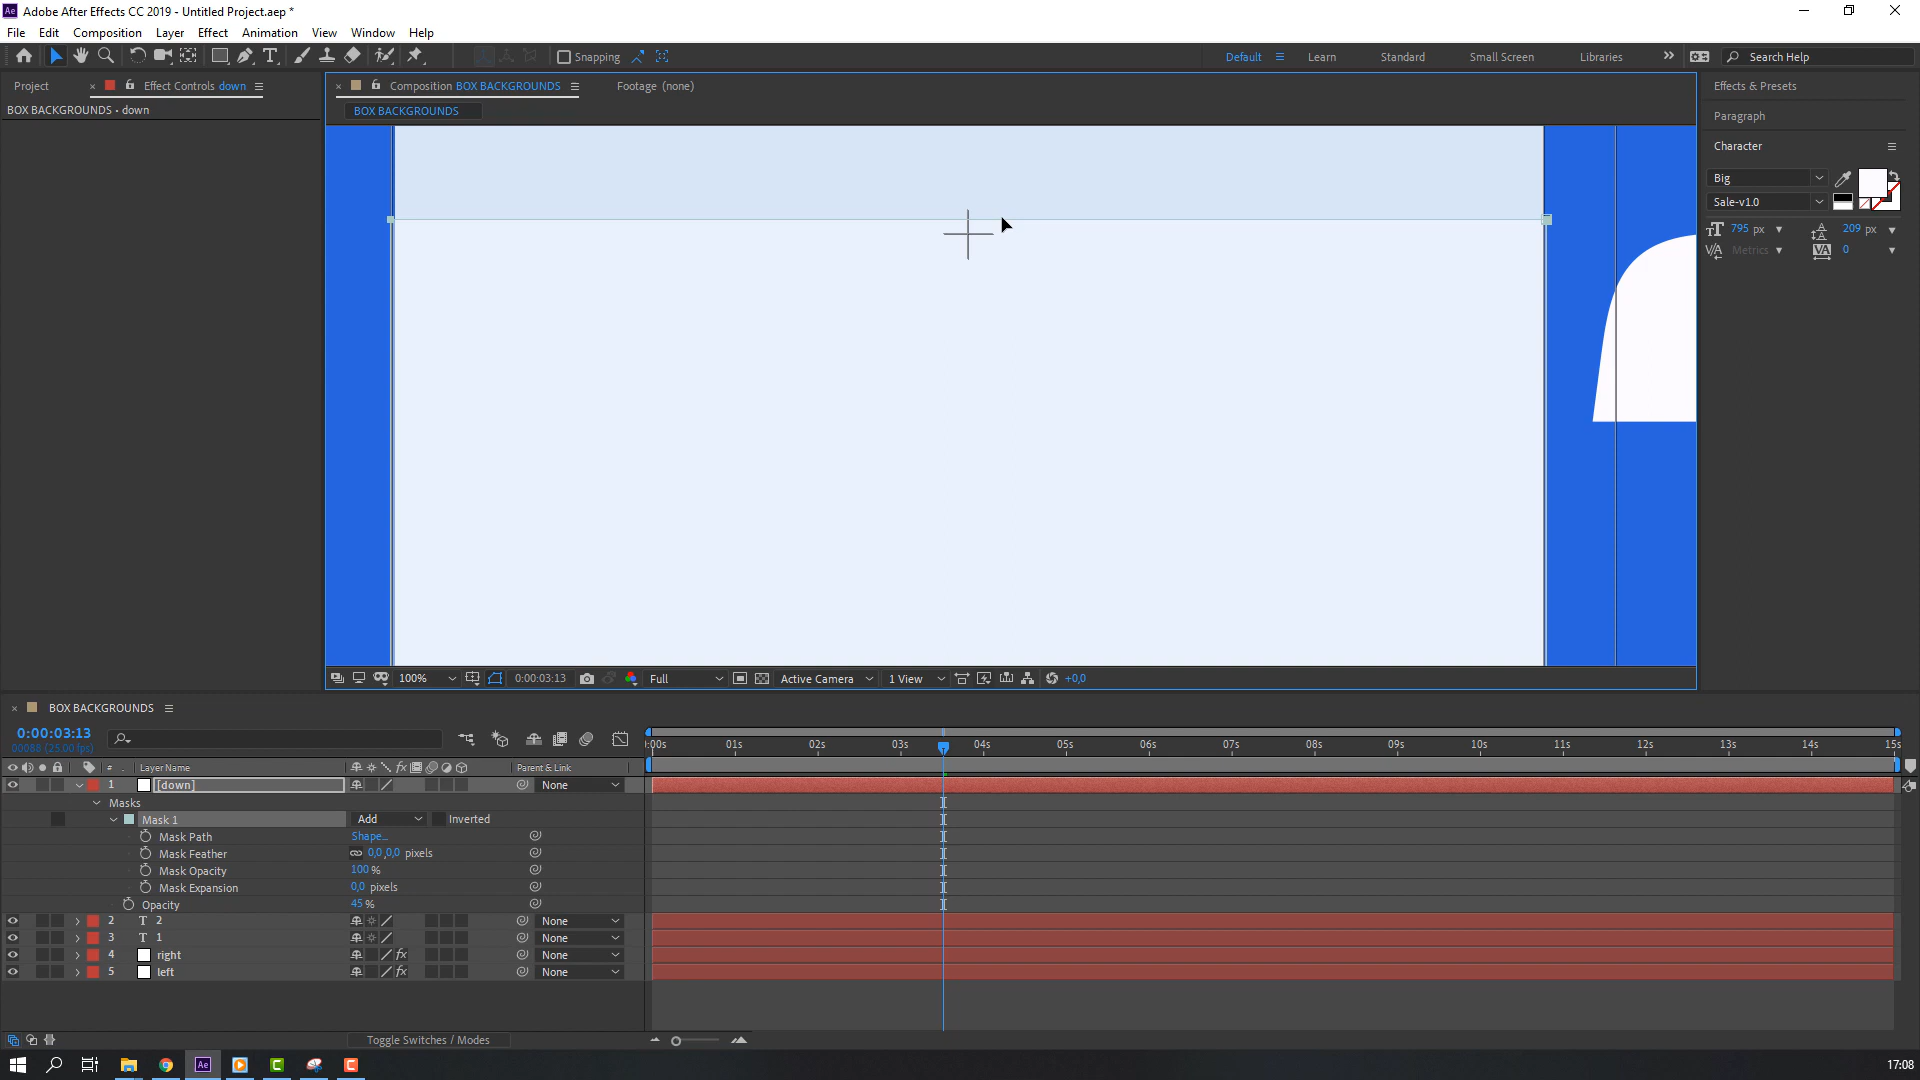 Adobe After Effects CC 2019 - Untitled Project.aep *
File Edit Composition Layer Effect Animation View Window Help
Snapping
Default Learn Standard Small Screen Libraries Search Help
Project Effect Controls down
BOX BACKGROUNDS • down
Composition BOX BACKGROUNDS Footage (none)
BOX BACKGROUNDS
Effects & Presets
Paragraph
Character
Big
Sale-v1.0
795 px 209 px
Metrics 0
100% 0:00:03:13 Full Active Camera 1 View +0,0
BOX BACKGROUNDS
0:00:03:13
00088 (25.00 fps)
:00s 01s 02s 03s 04s 05s 06s 07s 08s 09s 10s 11s 12s 13s 14s 15s
# Layer Name Parent & Link
1 [down] None
Masks
Mask 1 Add Inverted
Mask Path Shape...
Mask Feather 0,0,0,0 pixels
Mask Opacity 100 %
Mask Expansion 0,0 pixels
Opacity 45 %
2 T 2 None
3 T 1 None
4 right fx None
5 left fx None
Toggle Switches / Modes
17:08